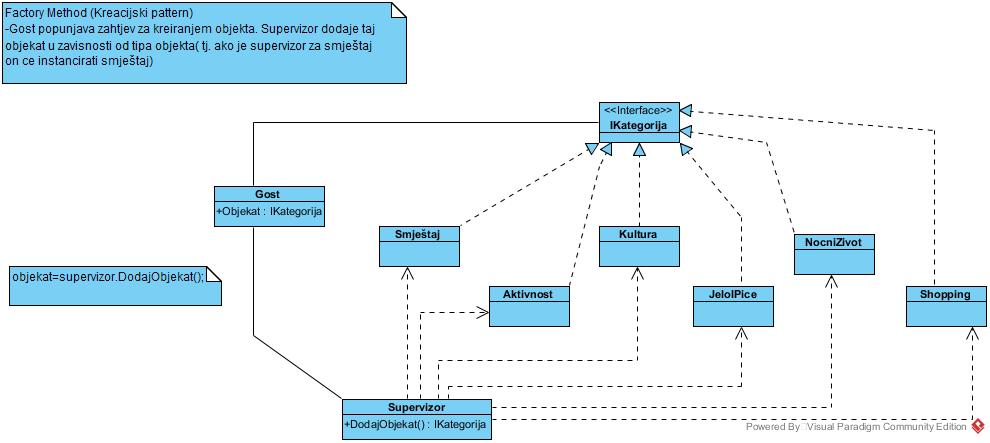 Factory Method (Kreacijski pattern)
-Gost popunjava zahtjev za kreiranjem objekta. Supervizor dodaje taj
objekat u zavisnosti od tipa objekta( tj. ako je supervizor za smještaj
on ce instancirati smještaj)
<<Interface>>
IKategorija
Gost
+Objekat : IKategorija
Smještaj
Kultura
NocniZivot
objekat=supervizor.DodajObjekat();
Aktivnost
JeloIPice
Shopping
Supervizor
+DodajObjekat() : IKategorija
Powered By Visual Paradigm Community Edition